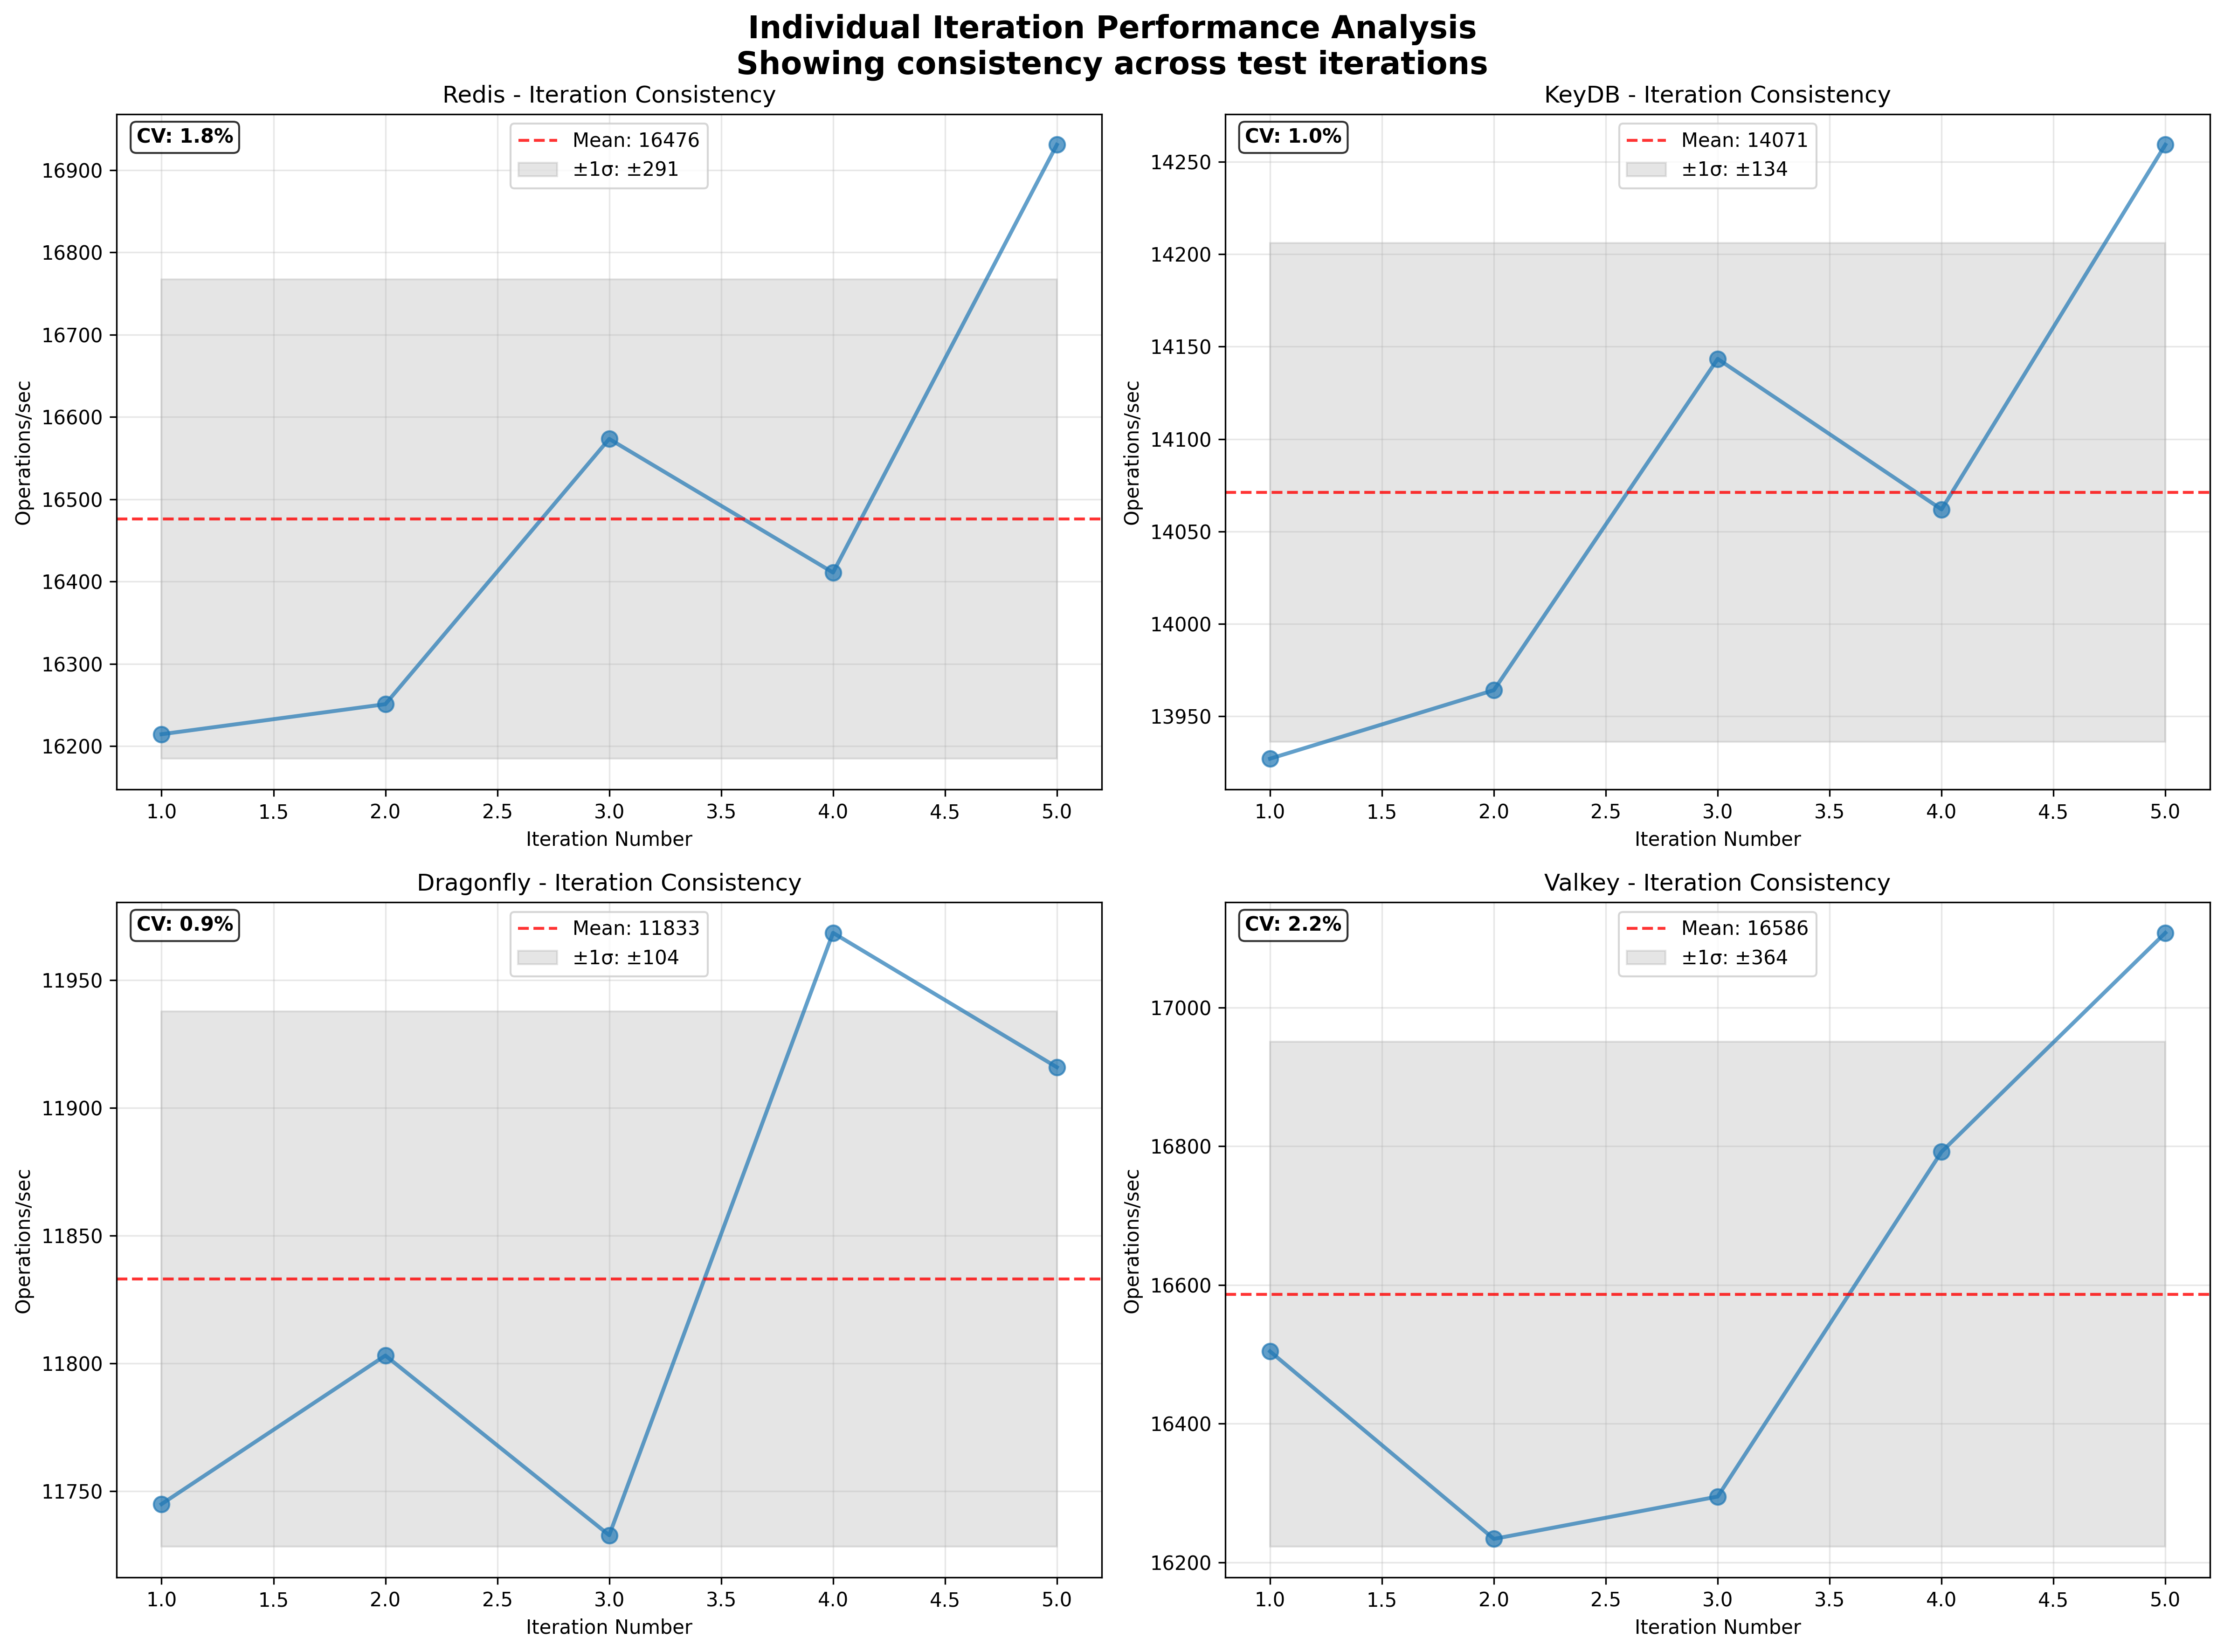 Individual Iteration Performance Analysis
Showing consistency across test iterations
Redis - Iteration Consistency
CV: 1.8%
Mean: 16476
±1σ: ±291
Operations/sec
16900
16800
16700
16600
16500
16400
16300
16200
1.0 1.5 2.0 2.5 3.0 3.5 4.0 4.5 5.0
Iteration Number
KeyDB - Iteration Consistency
CV: 1.0%
Mean: 14071
±1σ: ±134
Operations/sec
14250
14200
14150
14100
14050
14000
13950
1.0 1.5 2.0 2.5 3.0 3.5 4.0 4.5 5.0
Iteration Number
Dragonfly - Iteration Consistency
CV: 0.9%
Mean: 11833
±1σ: ±104
Operations/sec
11950
11900
11850
11800
11750
1.0 1.5 2.0 2.5 3.0 3.5 4.0 4.5 5.0
Iteration Number
Valkey - Iteration Consistency
CV: 2.2%
Mean: 16586
±1σ: ±364
Operations/sec
17000
16800
16600
16400
16200
1.0 1.5 2.0 2.5 3.0 3.5 4.0 4.5 5.0
Iteration Number